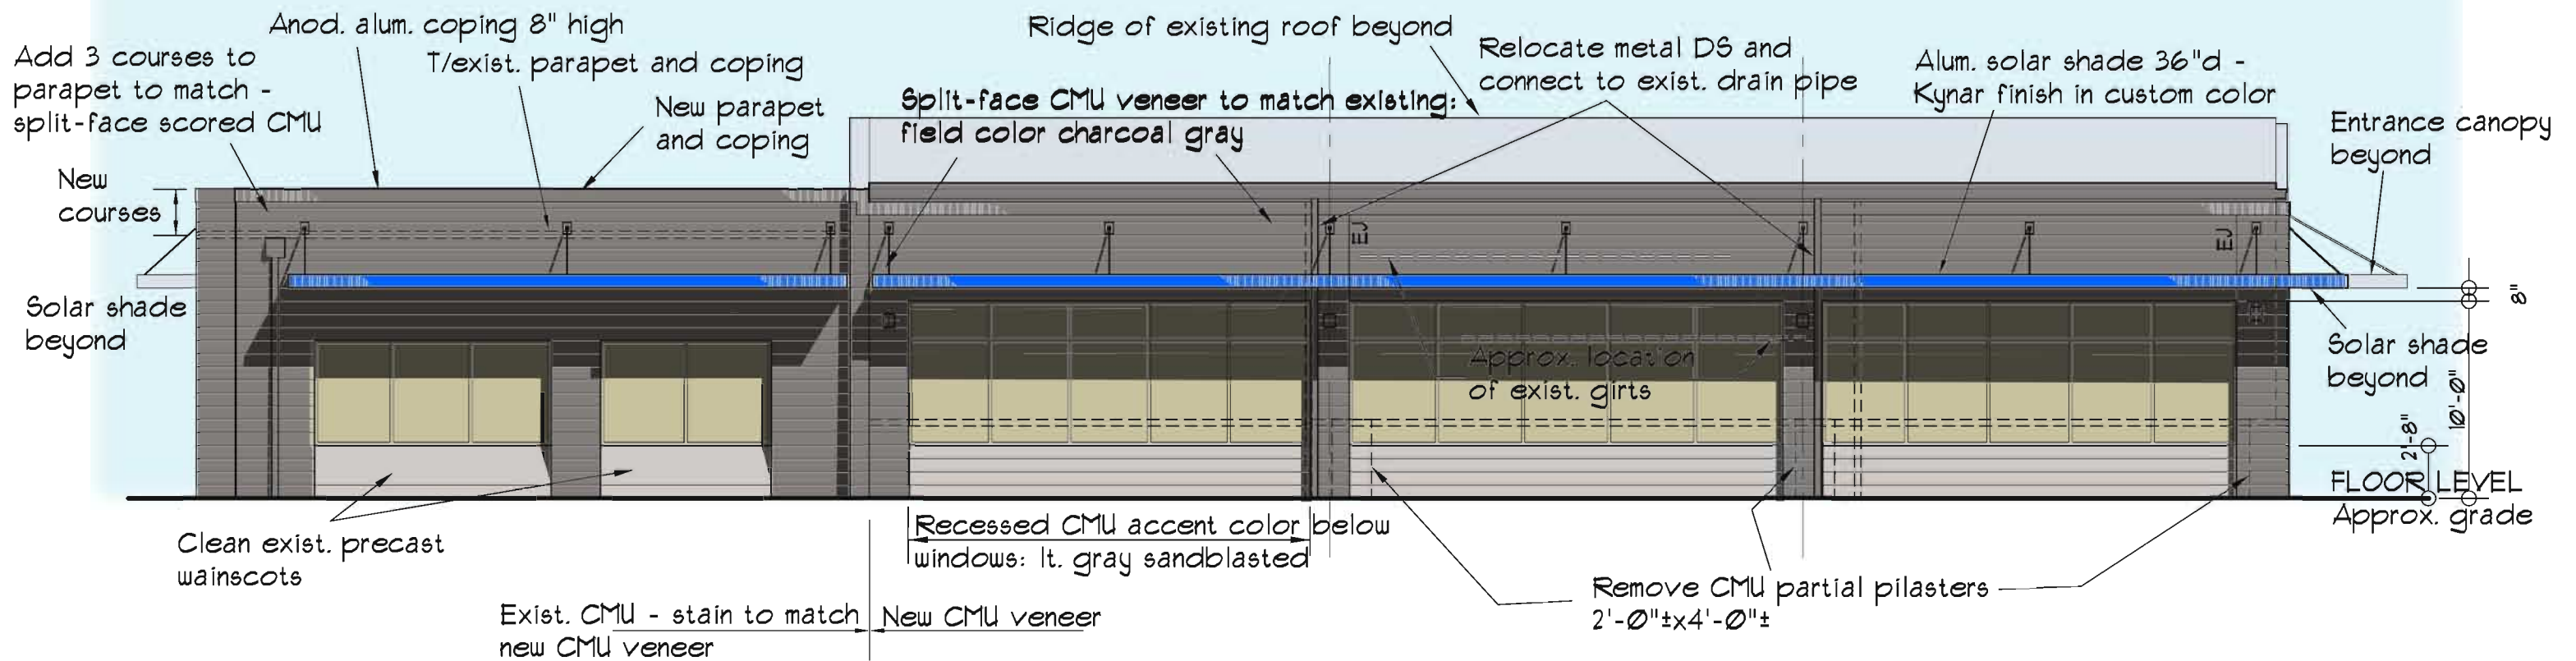 Anod. alum. coping 8" high
Add 3 courses to
parapet to match -
split-face scored CMU
T/exist. parapet and coping
New parapet
and coping
Ridge of existing roof beyond
Split-face CMU veneer to match existing:
field color charcoal gray
Relocate metal DS and
connect to exist. drain pipe
Alum. solar shade 36"d -
Kynar finish in custom color
Entrance canopy
beyond
New
courses
EJ
EJ
Solar shade
beyond
8"
Solar shade
beyond
Approx. location
of exist. girts
10'-0"
2'-8"
FLOOR LEVEL
Approx. grade
Clean exist. precast
wainscots
Recessed CMU accent color below
windows: lt. gray sandblasted
Remove CMU partial pilasters
2'-0"±x4'-0"±
Exist. CMU - stain to match
new CMU veneer
New CMU veneer